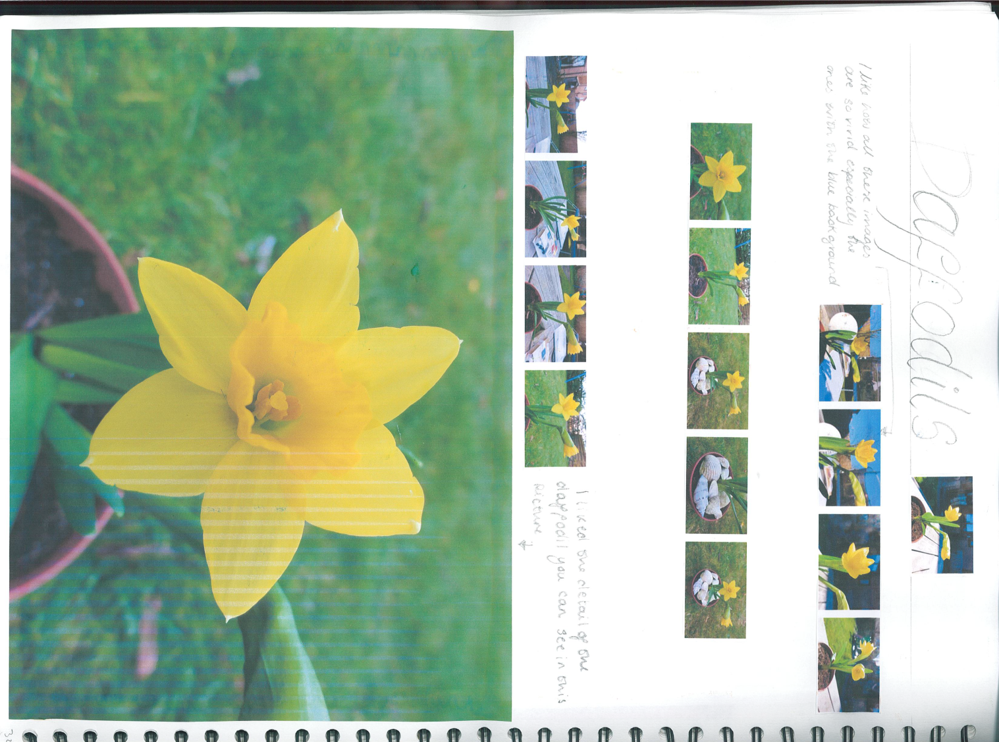 Daffodils
I like how all these images
are so vivid especially the
ones with the blue background
I liked the detail of the
daffodil you can see in this
picture